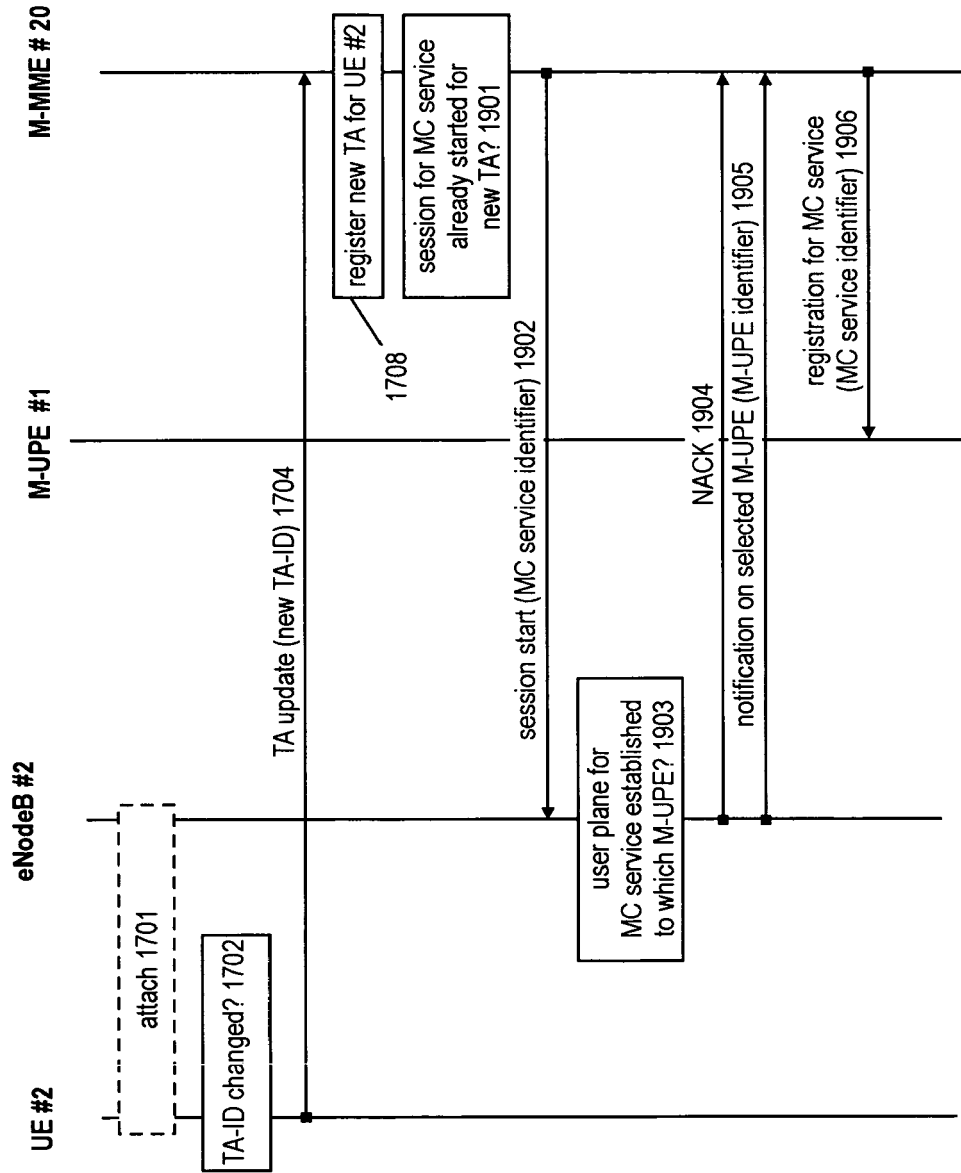 UE #2
eNodeB #2
M-UPE #1
M-MME # 20
attach 1701
TA-ID changed? 1702
TA update (new TA-ID) 1704
register new TA for UE #2
1708
session for MC service
already started for
new TA? 1901
session start (MC service identifier) 1902
user plane for
MC service established
to which M-UPE? 1903
NACK 1904
notification on selected M-UPE (M-UPE identifier) 1905
registration for MC service
(MC service identifier) 1906